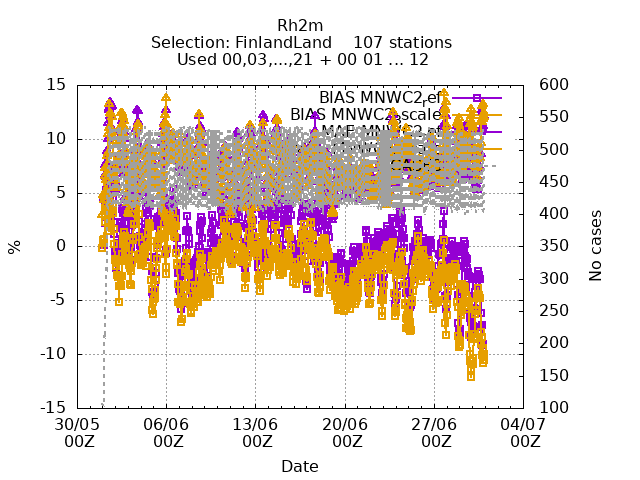 Rh2m
Selection: FinlandLand 107 stations
Used 00,03,...,21 + 00 01 ... 12
15
10
5
0
-5
-10
-15
%
600
550
500
450
400
350
300
250
200
150
100
No cases
BIAS MNWC2_ef
BIAS MNWC2_scale
MAE MNWC2_ef
30/05
00Z
06/06
00Z
13/06
00Z
20/06
00Z
27/06
00Z
04/07
00Z
Date